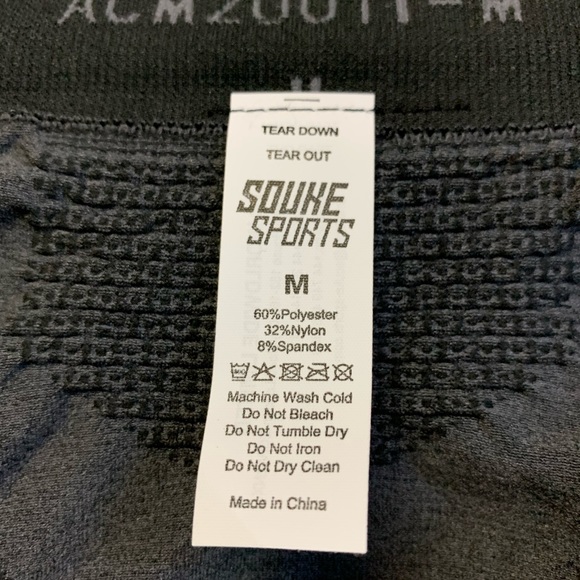 ACM20011-M
TEAR DOWN
TEAR OUT
SOUKE
SPORTS
M
60%Polyester
32%Nylon
8%Spandex
Machine Wash Cold
Do Not Bleach
Do Not Tumble Dry
Do Not Iron
Do Not Dry Clean
Made in China